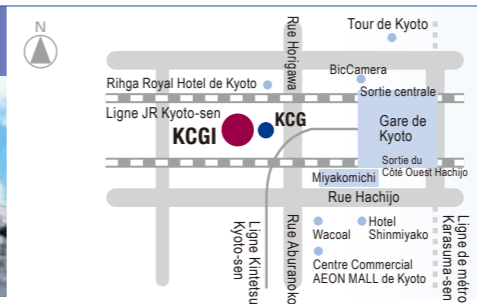 N
Tour de Kyoto
Rue Horigawa
BicCamera
Rihga Royal Hotel de Kyoto
Sortie centrale
Ligne JR Kyoto-sen
KCGI
KCG
Gare de
Kyoto
Sortie du
Côté Ouest Hachijo
Miyakomichi
Rue Hachijo
Ligne Kintetsu
Kyoto-sen
Rue Aburanoko
Wacoal
Hotel
Shinmiyako
Centre Commercial
AEON MALL de Kyoto
Ligne de métro
Karasuma-sen